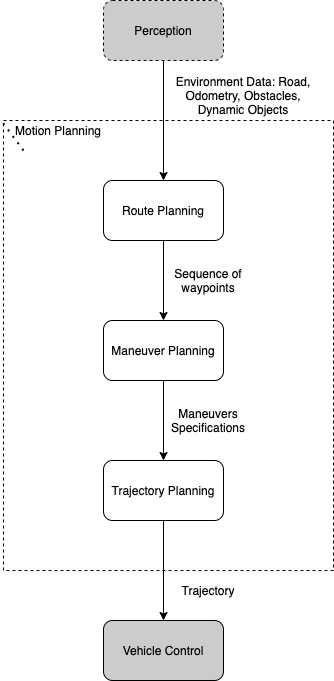 Perception
Environment Data: Road,
Odometry, Obstacles,
Dynamic Objects
Motion Planning
Route Planning
Sequence of
waypoints
Maneuver Planning
Maneuvers
Specifications
Trajectory Planning
Trajectory
Vehicle Control